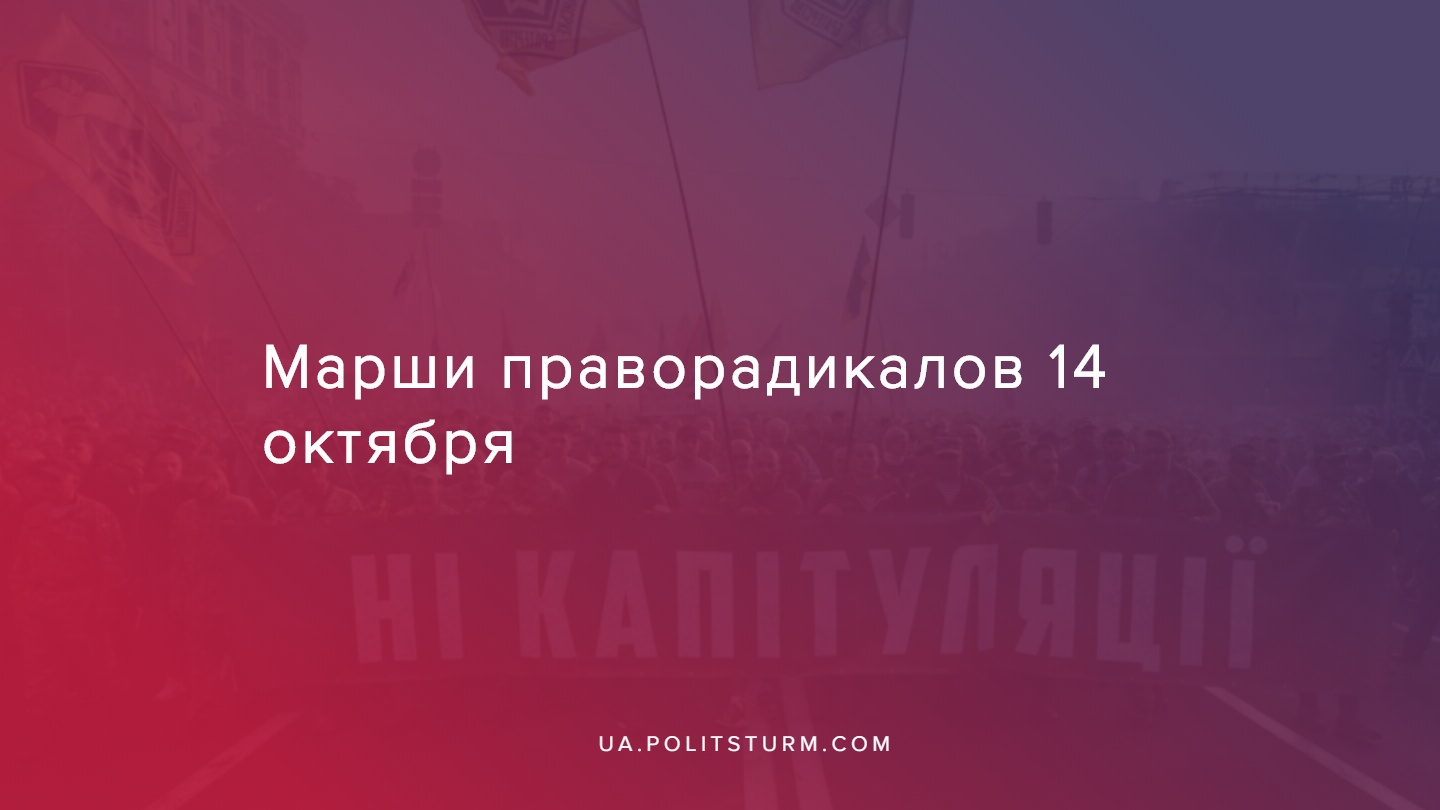 Марши праворадикалов 14
октября
НІ КАПІТУЛЯЦІЇ
UA.POLITSTURM.COM